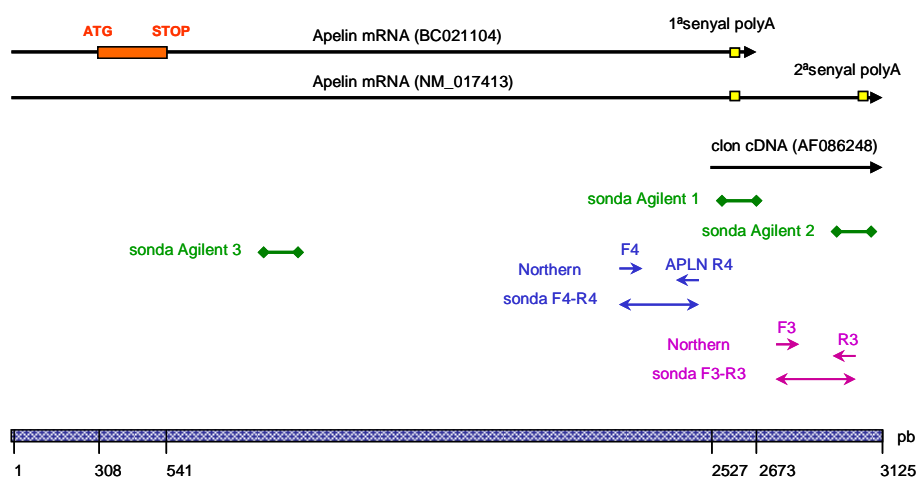 1ªsenyal polyA
ATG STOP Apelin mRNA (BC021104)
2ªsenyal polyA
Apelin mRNA (NM_017413)
clon cDNA (AF086248)
sonda Agilent 1
sonda Agilent 2
sonda Agilent 3
F4
Northern APLN R4
sonda F4-R4
F3
Northern R3
sonda F3-R3
pb
1 308 541 2527 2673 3125